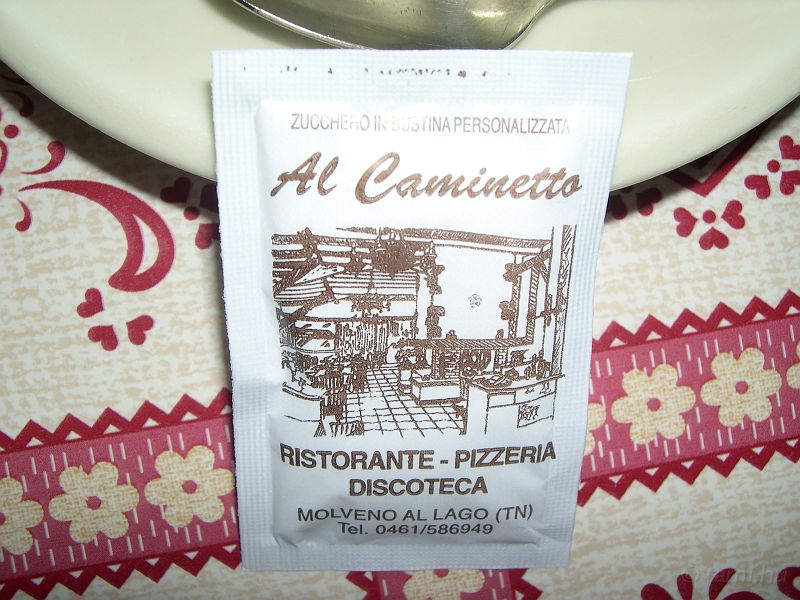 ZUCCHERO IN BUSTINA PERSONALIZZATA
Al Caminetto
RISTORANTE - PIZZERIA
DISCOTECA
MOLVENO AL LAGO (TN)
Tel. 0461/586949